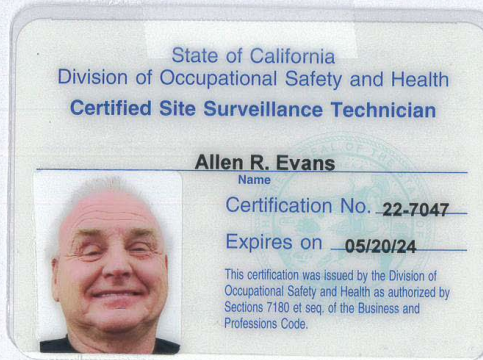 State of California
Division of Occupational Safety and Health
Certified Site Surveillance Technician
Allen R. Evans
Name
Certification No. 22-7047
Expires on 05/20/24
This certification was issued by the Division of
Occupational Safety and Health as authorized by
Sections 7180 et seq. of the Business and
Professions Code.